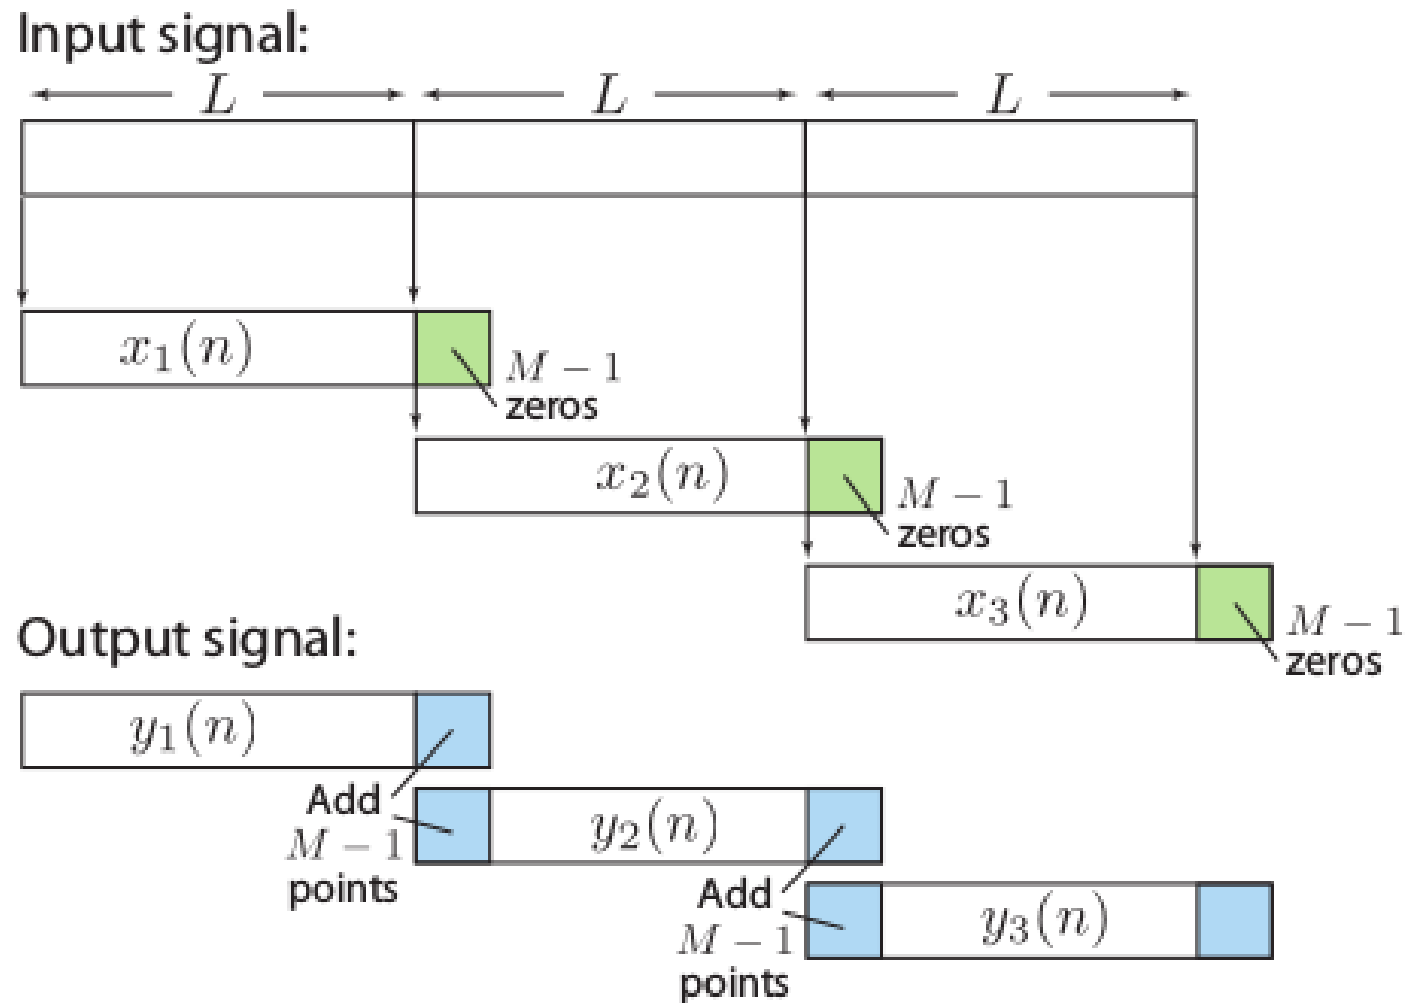 Input signal:
L L L
x₁(n)
M − 1
zeros
x₂(n)
M − 1
zeros
x₃(n)
M − 1
zeros
Output signal:
y₁(n)
Add
M − 1
points
y₂(n)
Add
M − 1
points
y₃(n)